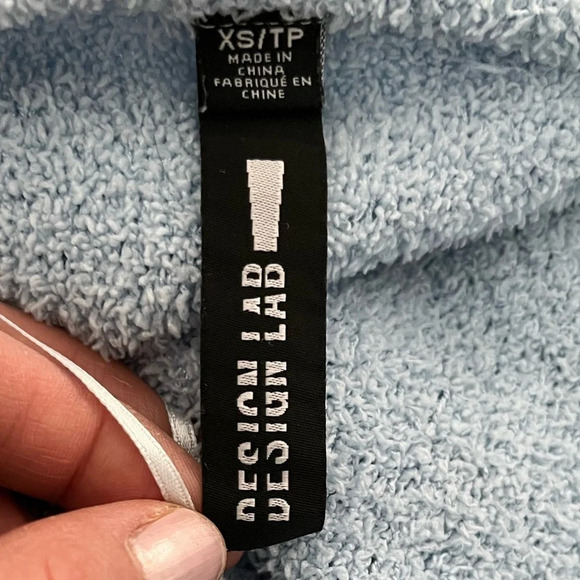 XS/TP
MADE IN
CHINA
FABRIQUÉ EN
CHINE
DESIGN LAB
DESIGN LAB